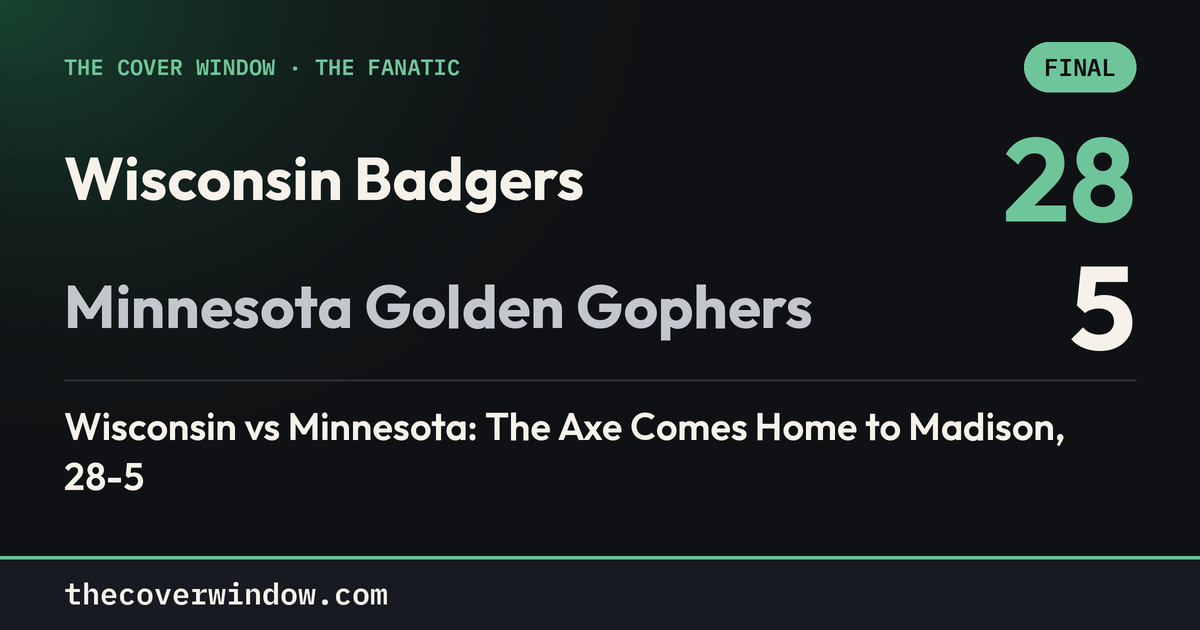 THE COVER WINDOW · THE FANATIC
FINAL
Wisconsin Badgers
28
Minnesota Golden Gophers
5
Wisconsin vs Minnesota: The Axe Comes Home to Madison,
28-5
thecoverwindow.com